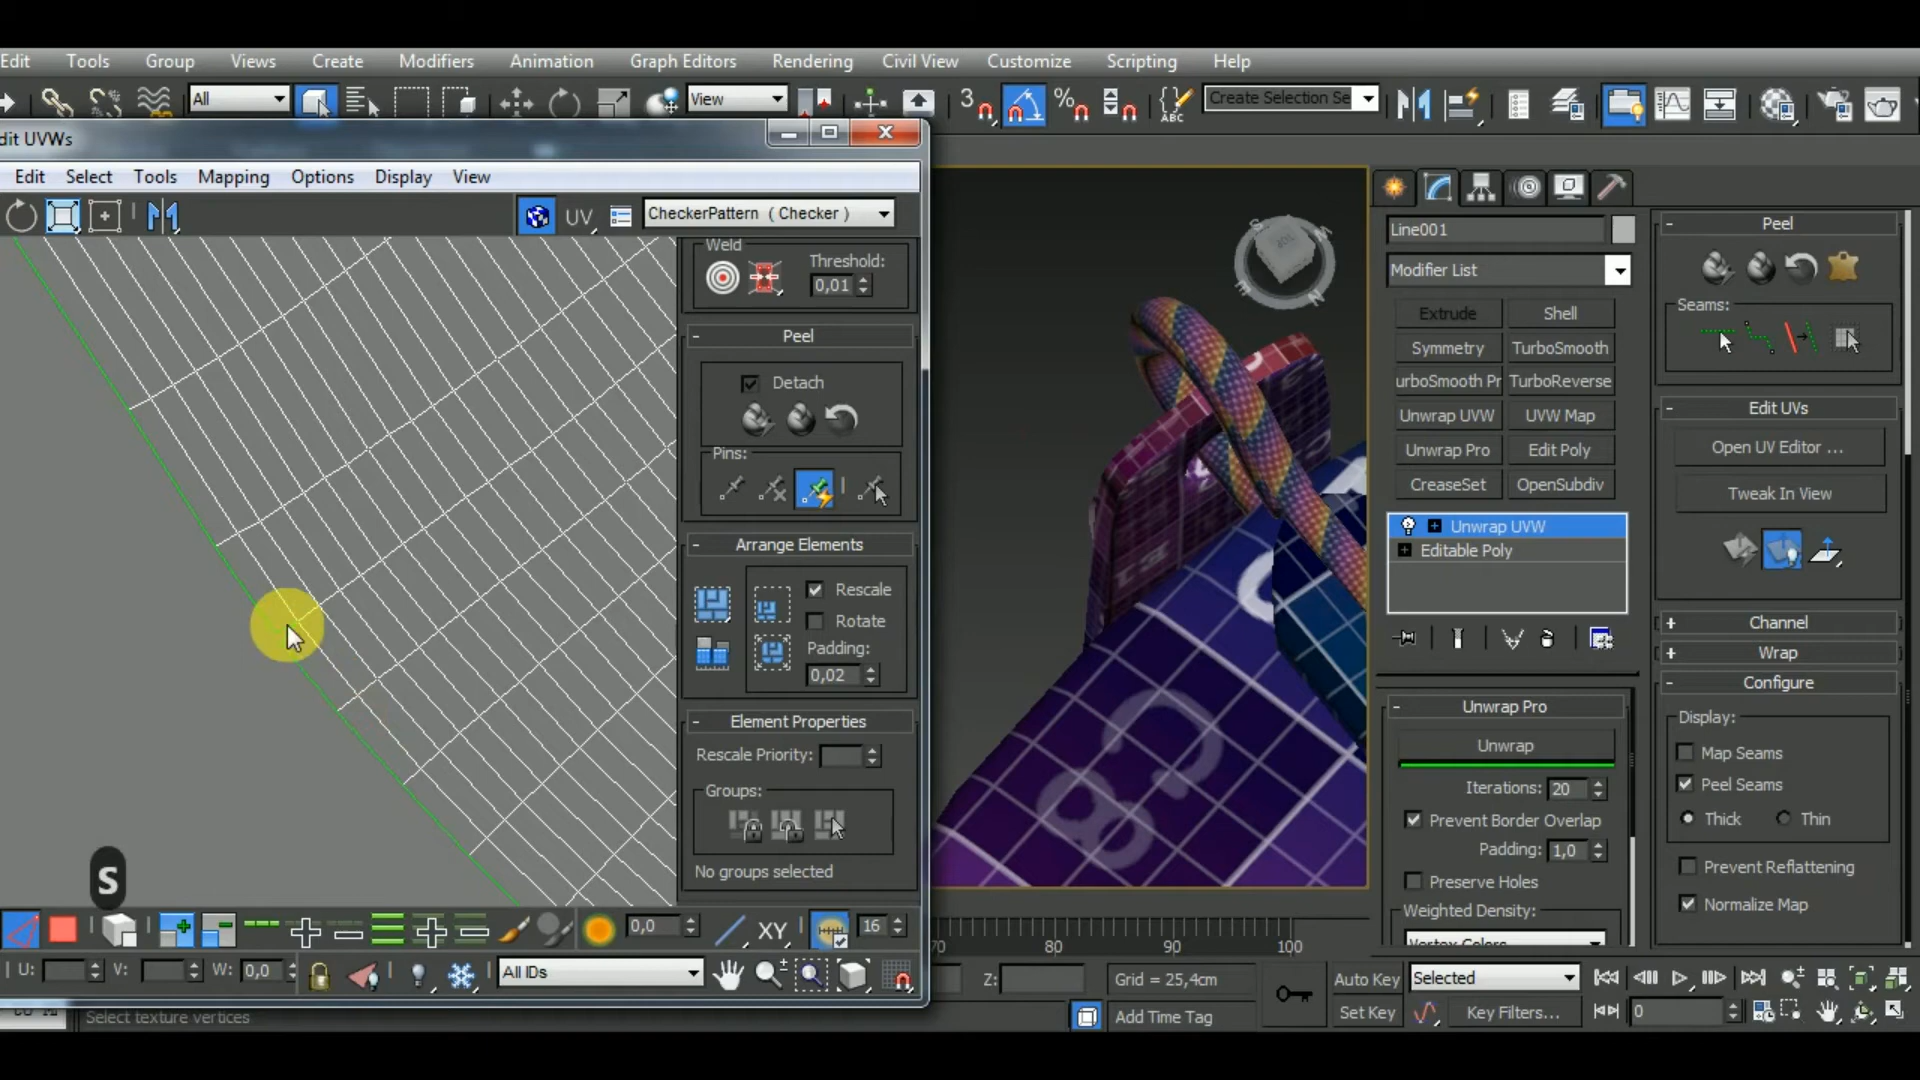 Edit Tools Group Views Create Modifiers Animation Graph Editors Rendering Civil View Customize Scripting Help
All View 3 % ABC Create Selection Se
dit UVWs
Edit Select Tools Mapping Options Display View
UV CheckerPattern ( Checker )
Weld
Threshold:
0,01
- Peel
Detach
Pins:
- Arrange Elements
Rescale
Rotate
Padding:
0,02
- Element Properties
Rescale Priority:
Groups:
No groups selected
S
0,0 XY 16
U: V: W: 0,0 All IDs
Select texture vertices
TOP
S W E N
C8
Line001
Modifier List
Extrude Shell
Symmetry TurboSmooth
urboSmooth Pr TurboReverse
Unwrap UVW UVW Map
Unwrap Pro Edit Poly
CreaseSet OpenSubdiv
+ Unwrap UVW
+ Editable Poly
- Unwrap Pro
Unwrap
Iterations: 20
Prevent Border Overlap
Padding: 1,0
Preserve Holes
Weighted Density:
Vertex Colors
- Peel
Seams:
- Edit UVs
Open UV Editor ...
Tweak In View
+ Channel
+ Wrap
- Configure
Display:
Map Seams
Peel Seams
Thick Thin
Prevent Reflattening
Normalize Map
70 80 90 100
Z: Grid = 25,4cm Auto Key Selected
Add Time Tag Set Key Key Filters... 0